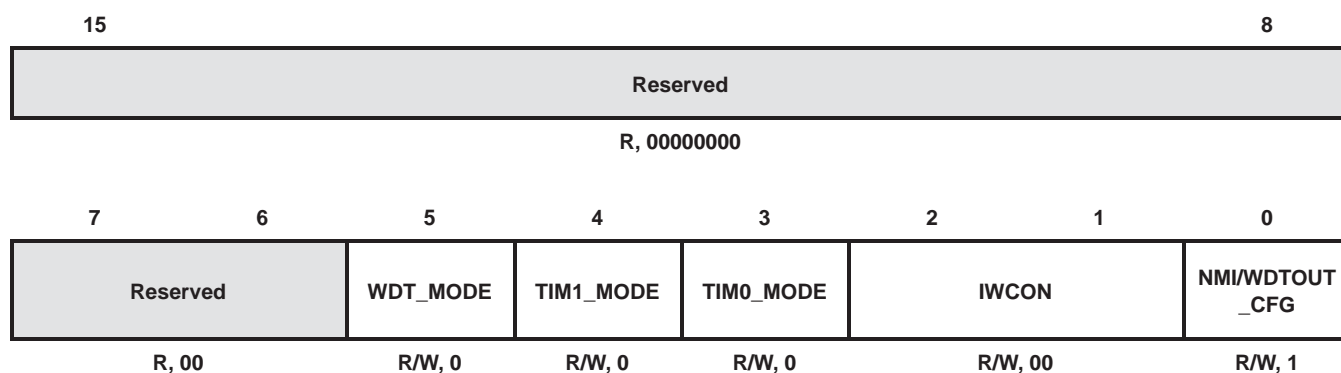 15 8
Reserved
R, 00000000
7 6 5 4 3 2 1 0
Reserved WDT_MODE TIM1_MODE TIM0_MODE IWCON NMI/WDTOUT
_CFG
R, 00 R/W, 0 R/W, 0 R/W, 0 R/W, 00 R/W, 1